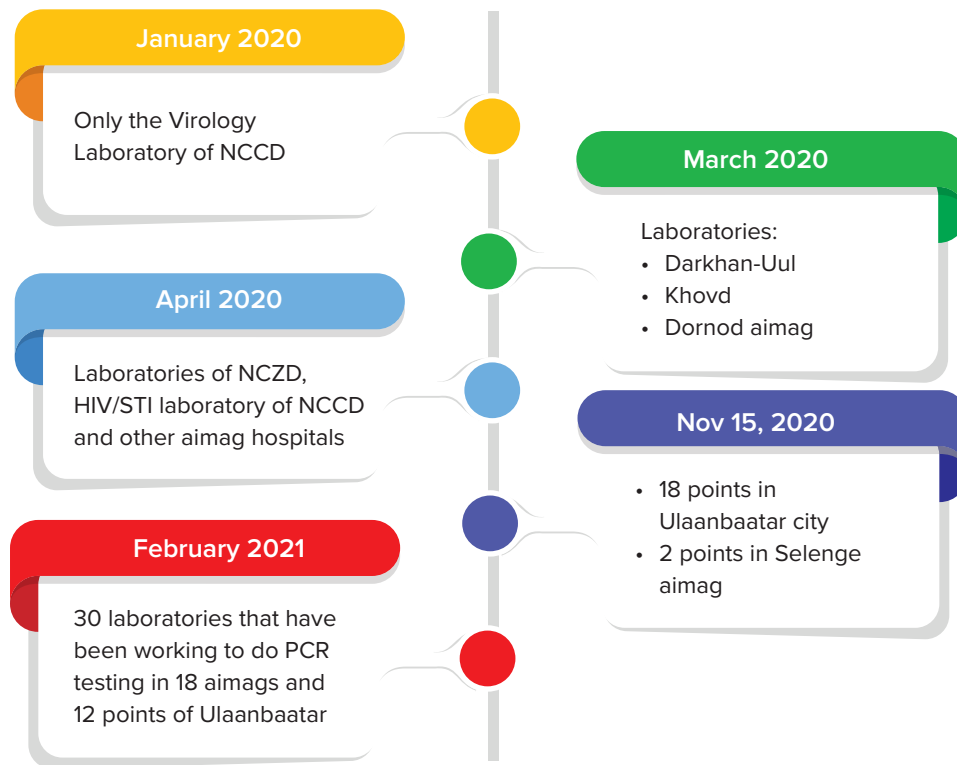 January 2020
Only the Virology
Laboratory of NCCD
March 2020
Laboratories:
• Darkhan-Uul
• Khovd
• Dornod aimag
April 2020
Laboratories of NCZD,
HIV/STI laboratory of NCCD
and other aimag hospitals
Nov 15, 2020
• 18 points in
Ulaanbaatar city
• 2 points in Selenge
aimag
February 2021
30 laboratories that have
been working to do PCR
testing in 18 aimags and
12 points of Ulaanbaatar